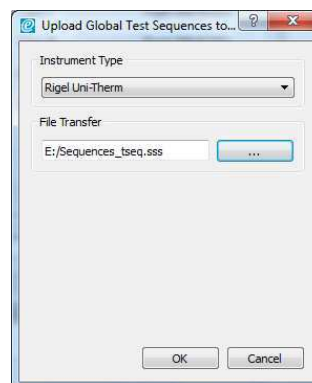 Upload Global Test Sequences to...
Instrument Type
Rigel Uni-Therm
File Transfer
E:/Sequences_tseq.sss
...
OK
Cancel